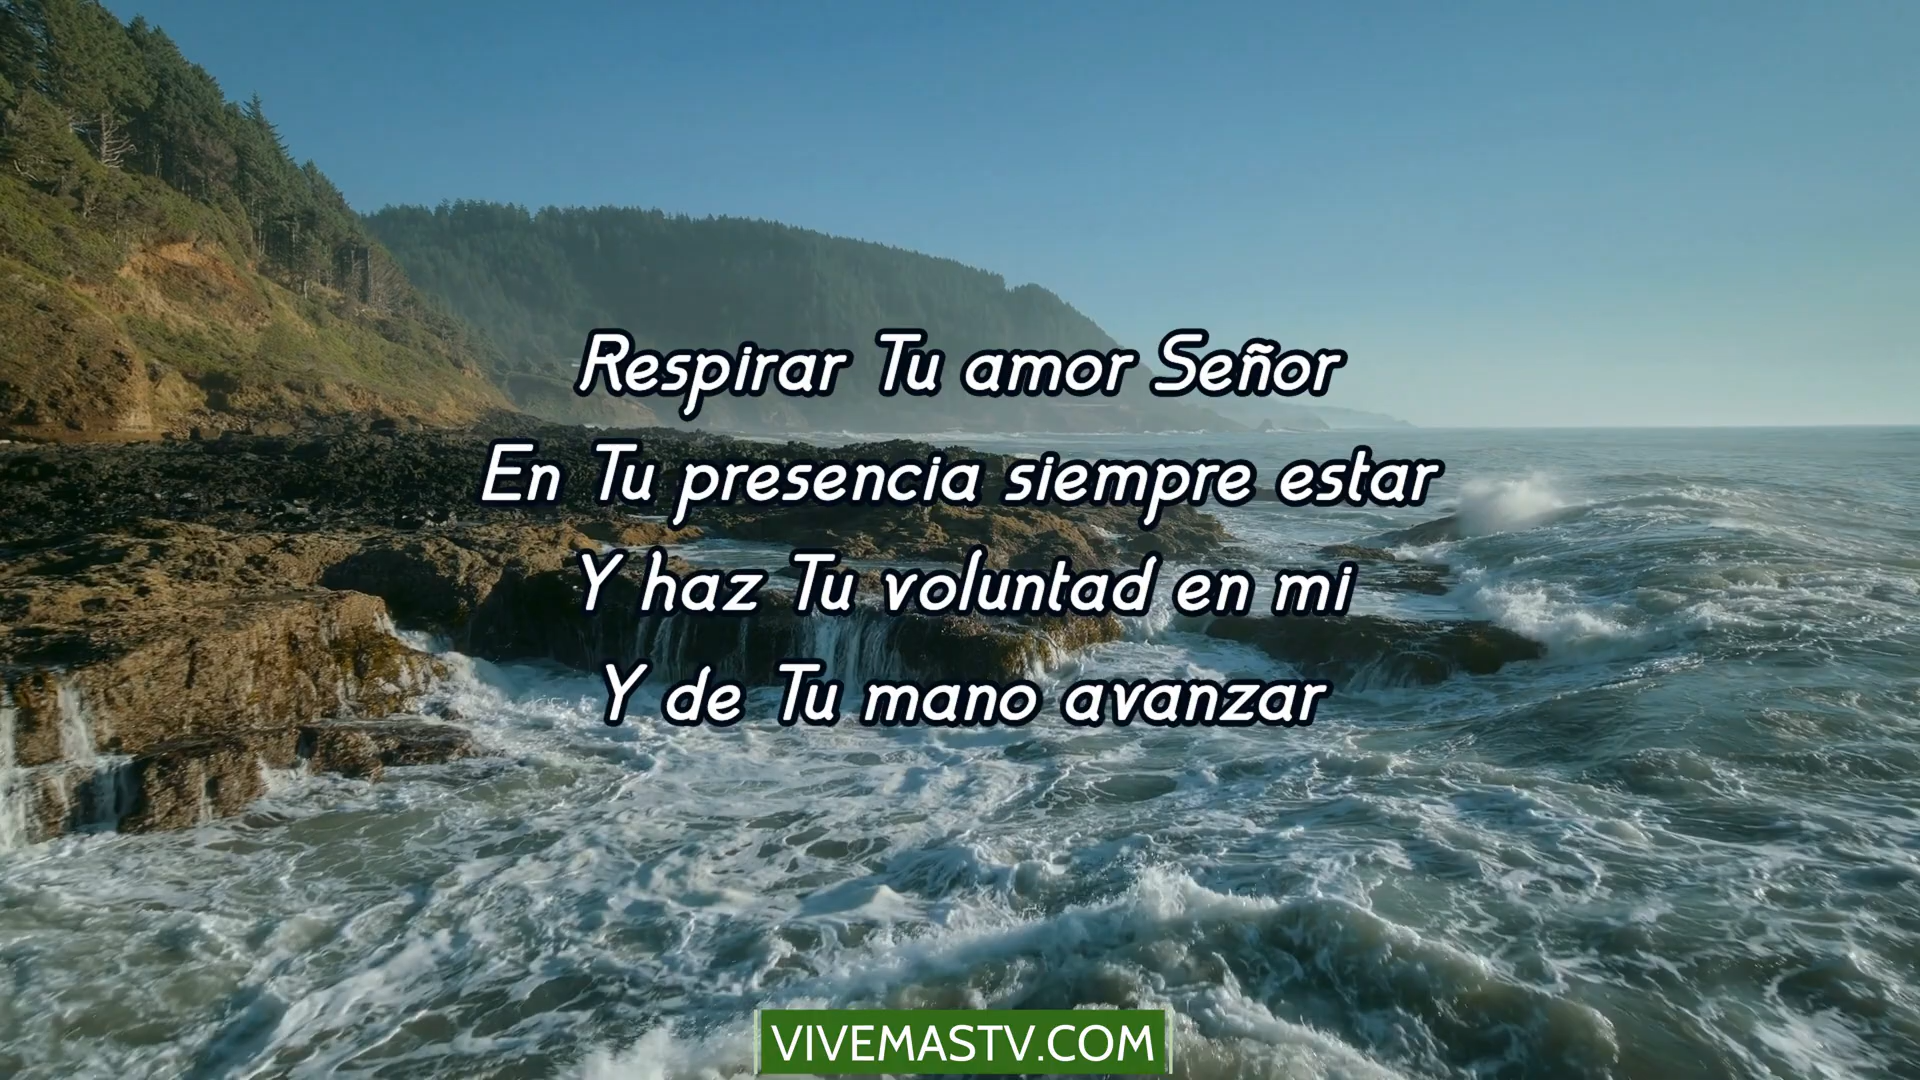 Respirar Tu amor Señor
En Tu presencia siempre estar
Y haz Tu voluntad en mi
Y de Tu mano avanzar
VIVEMASTV.COM